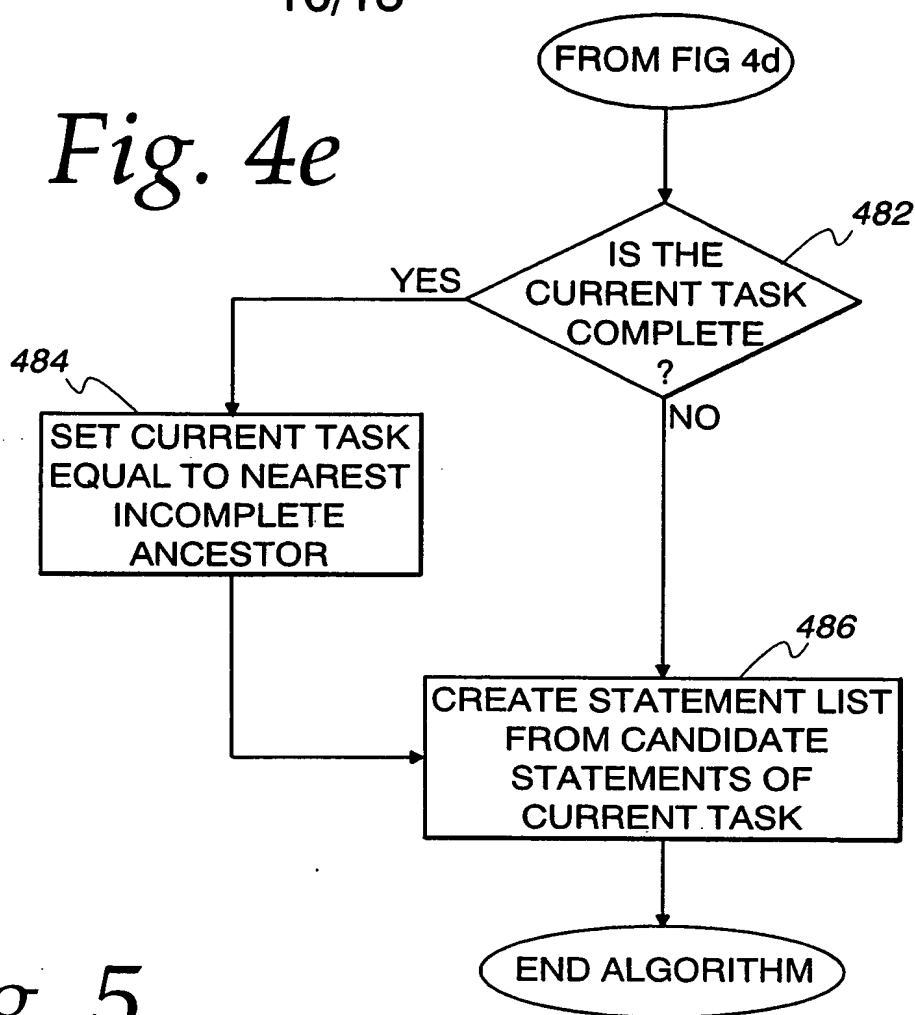 FROM FIG 4d
Fig. 4e
482
IS THE
CURRENT TASK
COMPLETE
?
YES
NO
484
SET CURRENT TASK
EQUAL TO NEAREST
INCOMPLETE
ANCESTOR
486
CREATE STATEMENT LIST
FROM CANDIDATE
STATEMENTS OF
CURRENT TASK
END ALGORITHM
5